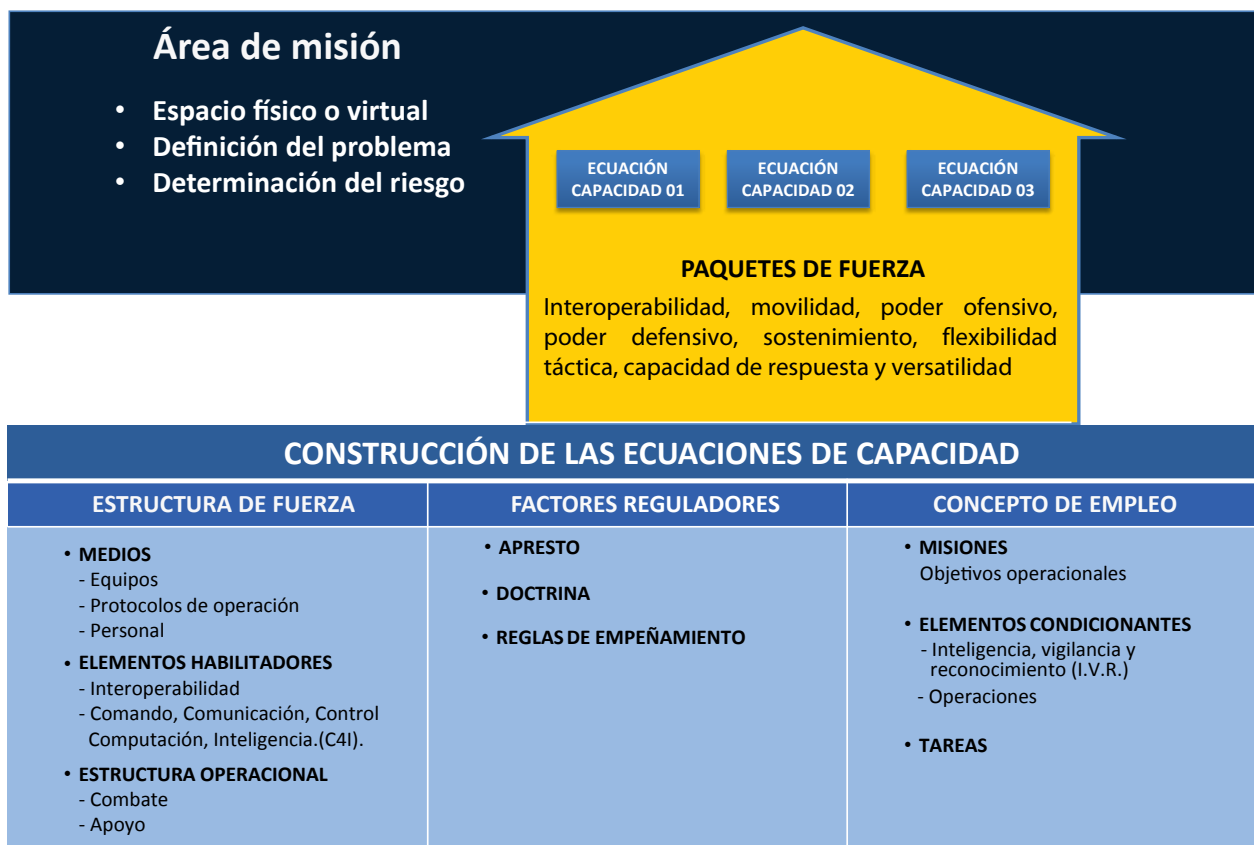 Área de misión
• Espacio físico o virtual
• Definición del problema
• Determinación del riesgo
ECUACIÓN
CAPACIDAD 01
ECUACIÓN
CAPACIDAD 02
ECUACIÓN
CAPACIDAD 03
PAQUETES DE FUERZA
Interoperabilidad, movilidad, poder ofensivo,
poder defensivo, sostenimiento, flexibilidad
táctica, capacidad de respuesta y versatilidad
CONSTRUCCIÓN DE LAS ECUACIONES DE CAPACIDAD
ESTRUCTURA DE FUERZA
• MEDIOS
- Equipos
- Protocolos de operación
- Personal
• ELEMENTOS HABILITADORES
- Interoperabilidad
- Comando, Comunicación, Control
Computación, Inteligencia.(C4I).
• ESTRUCTURA OPERACIONAL
- Combate
- Apoyo
FACTORES REGULADORES
• APRESTO
• DOCTRINA
• REGLAS DE EMPEÑAMIENTO
CONCEPTO DE EMPLEO
• MISIONES
Objetivos operacionales
• ELEMENTOS CONDICIONANTES
- Inteligencia, vigilancia y
reconocimiento (I.V.R.)
- Operaciones
• TAREAS